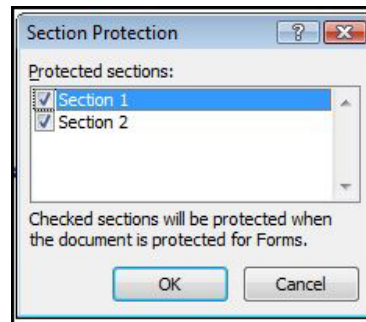 Section Protection
Protected sections:
Section 1
Section 2
Checked sections will be protected when
the document is protected for Forms.
OK Cancel